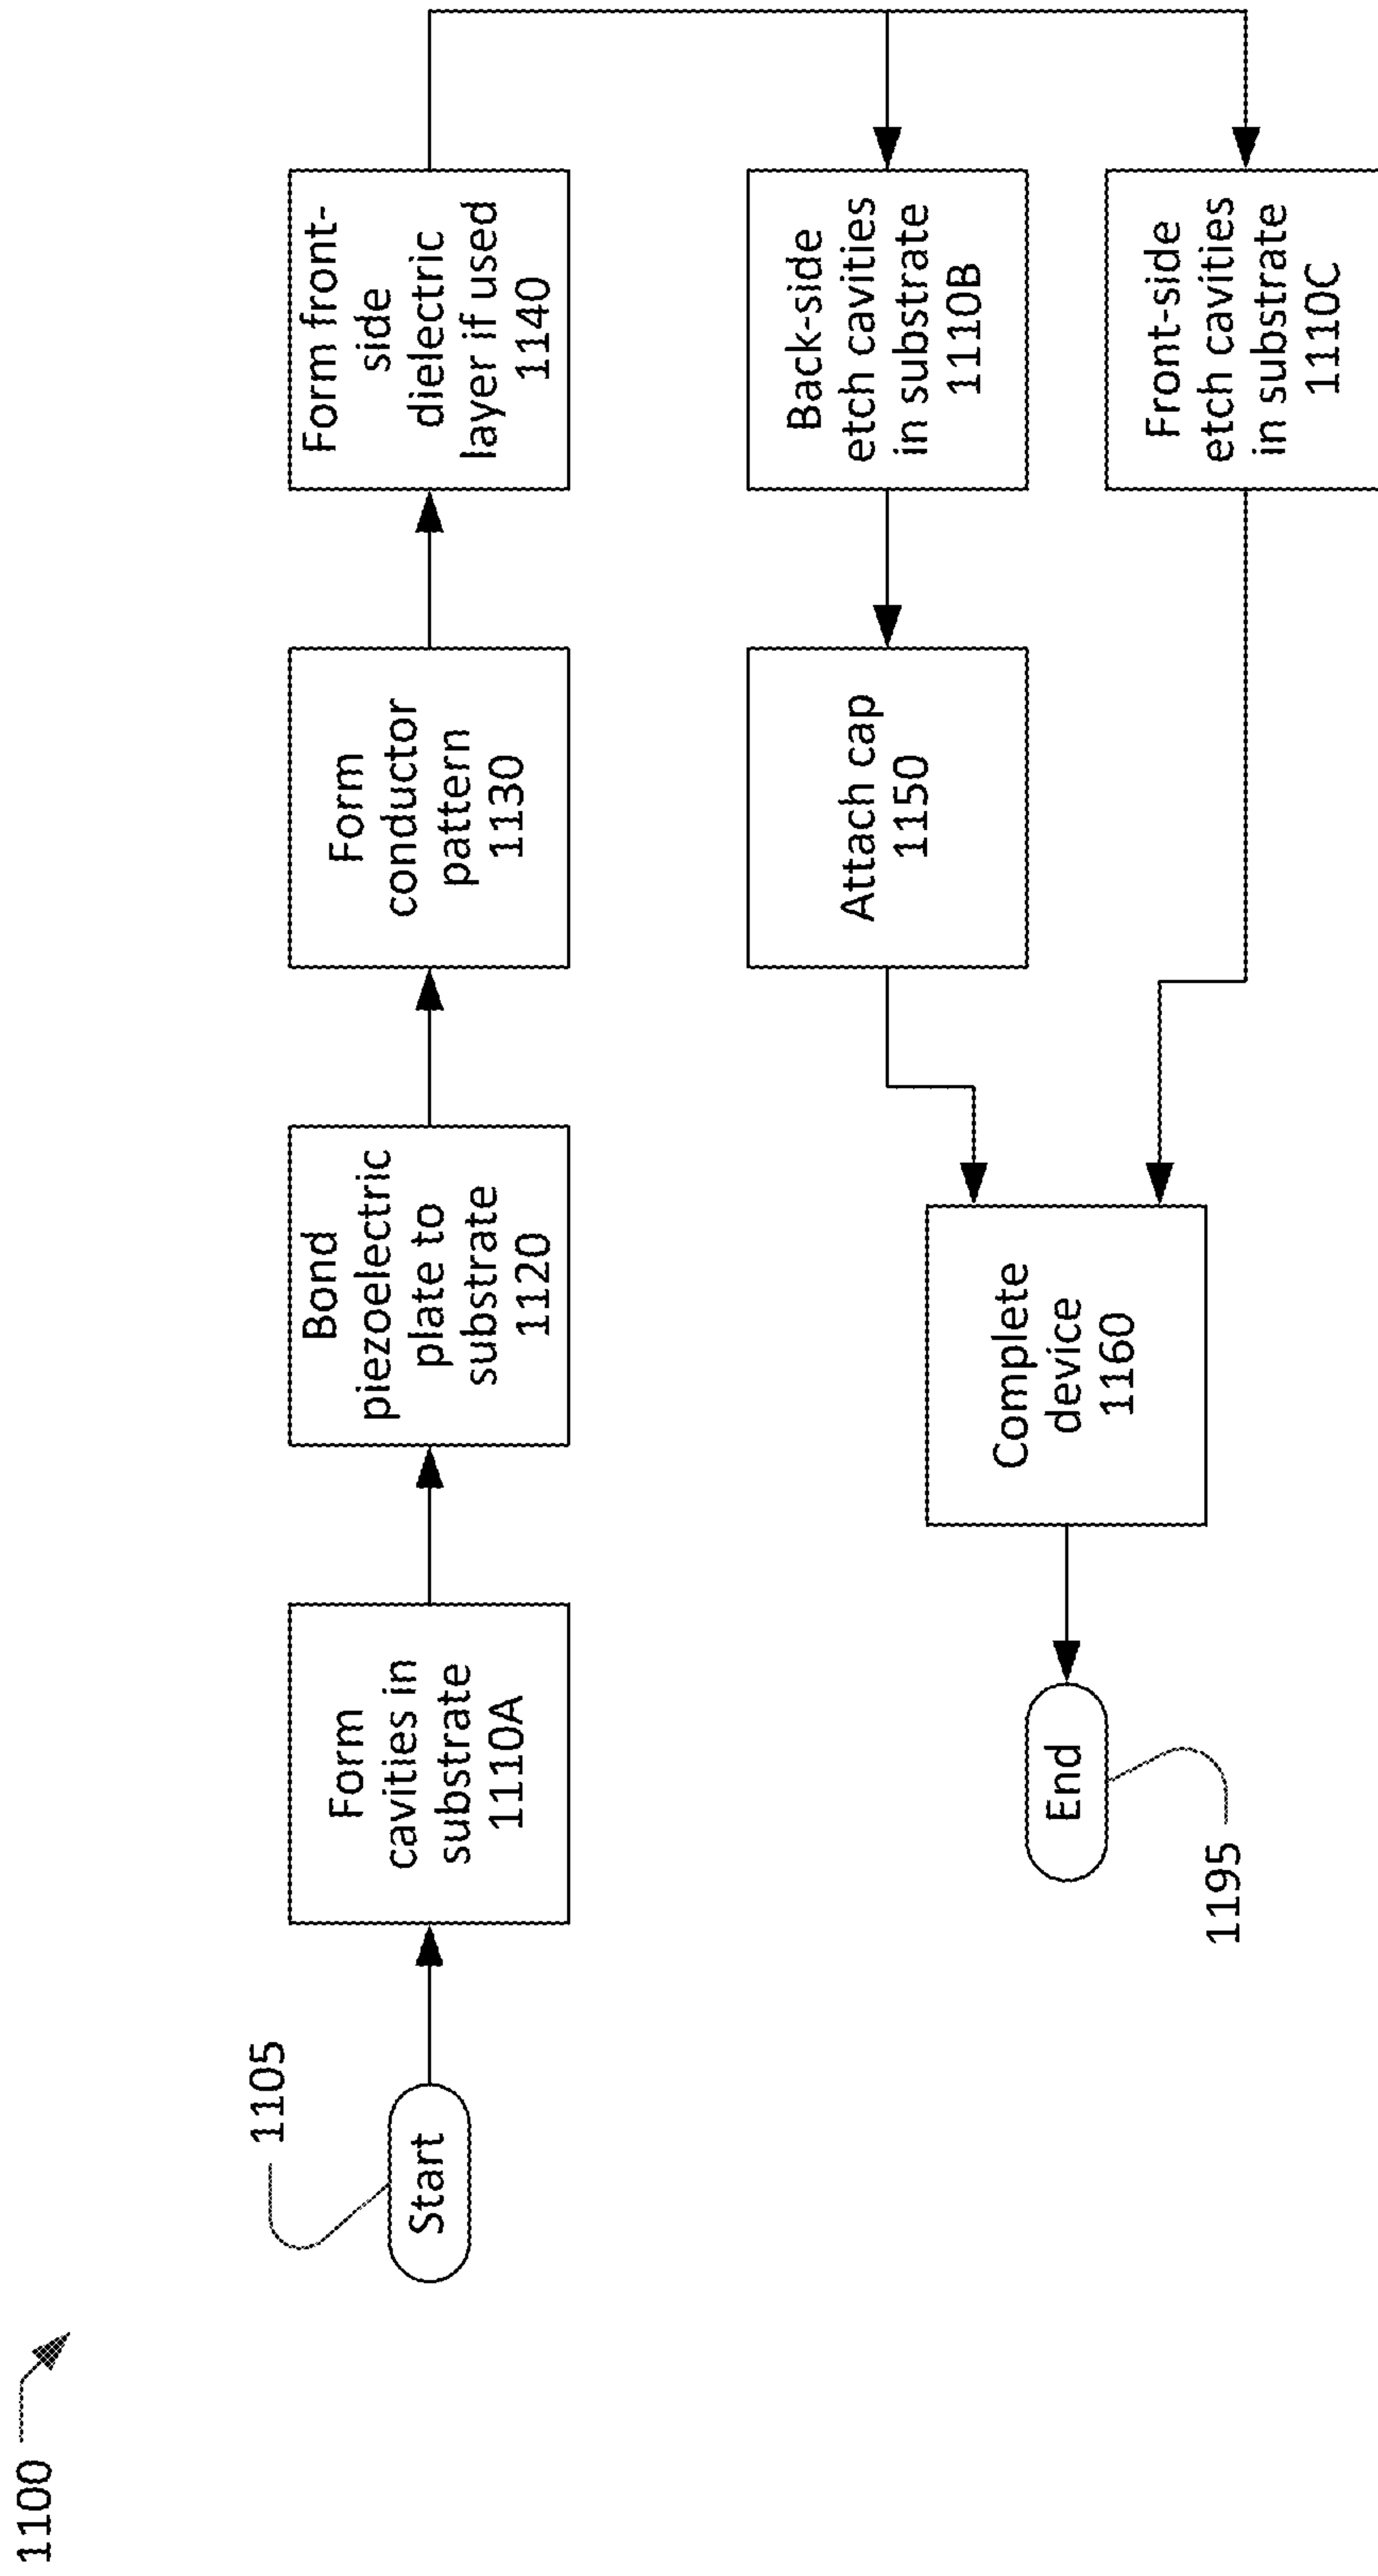 1100
1105
Start
Form
cavities in
substrate
1110A
Bond
piezoelectric
plate to
substrate
1120
Form
conductor
pattern
1130
Form front-
side
dielectric
layer if used
1140
Back-side
etch cavities
in substrate
1110B
Attach cap
1150
Front-side
etch cavities
in substrate
1110C
Complete
device
1160
End
1195